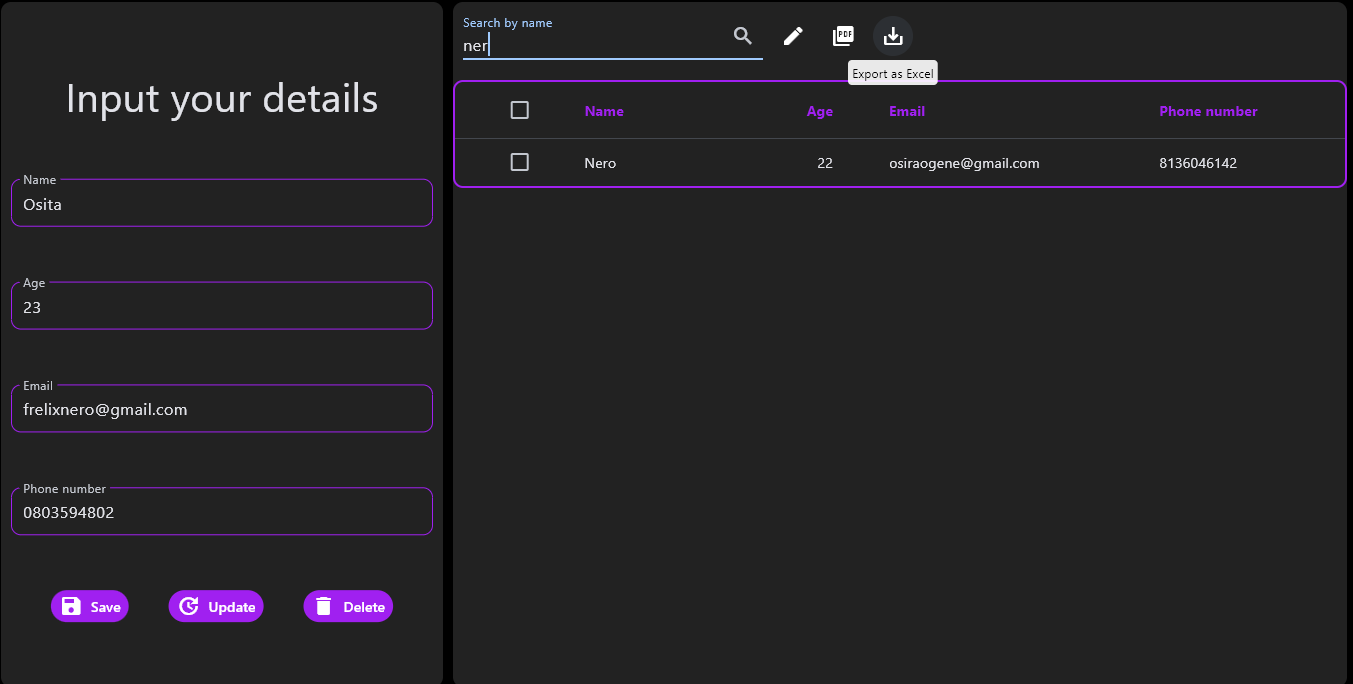 Input your details
Name
Osita
Age
23
Email
frelixnero@gmail.com
Phone number
0803594802
Save Update Delete
Search by name
ner
PDF
Export as Excel
Name Age Email Phone number
Nero 22 osiraogene@gmail.com 8136046142